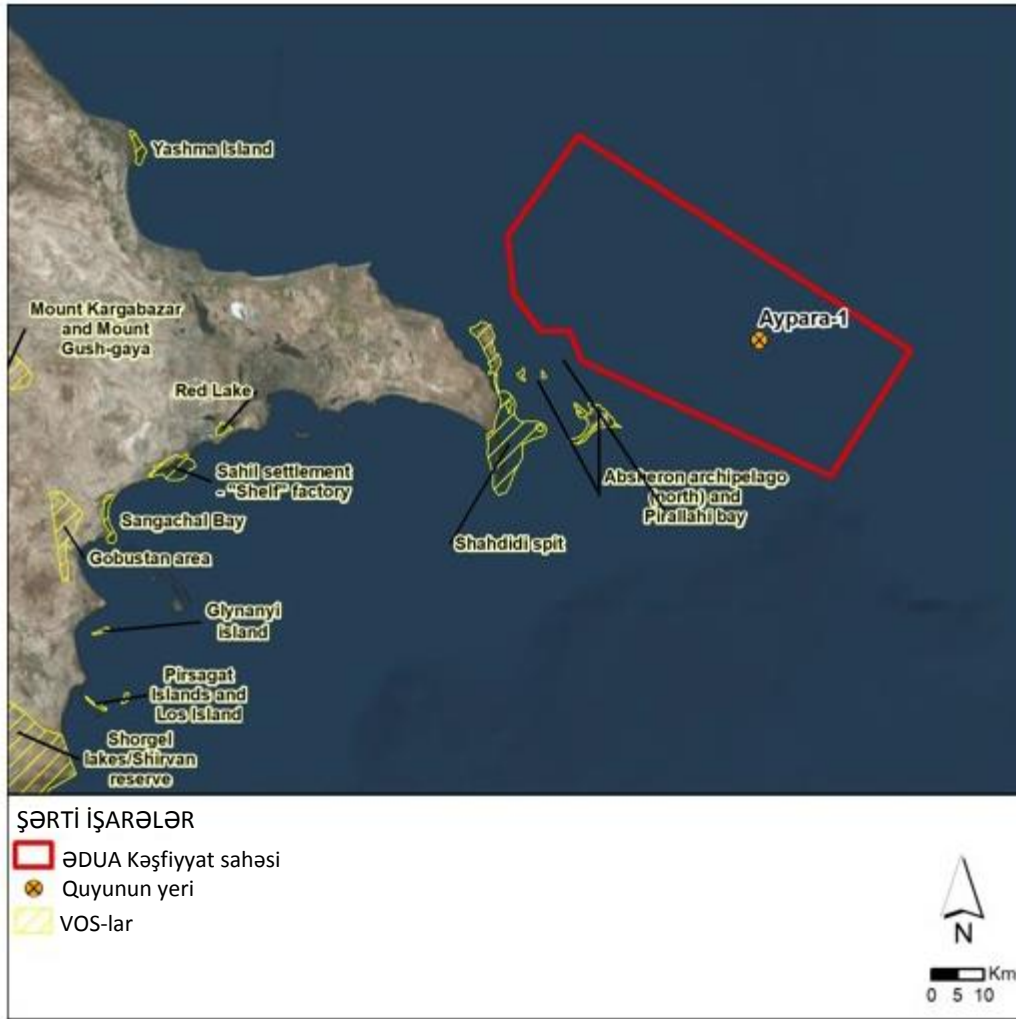 Yashma Island
Aypara-1
Mount Kargabazar
and Mount
Gush-gaya
Red Lake
Sahil settlement
- "Shelf" factory
Absheron archipelago
(north) and
Pirallahi bay
Sangachal Bay
Shahdidi spit
Gobustan area
Glynanyi
Island
Pirsagat
Islands and
Los Island
Shorgel
lakes/Shirvan
reserve
ŞƏRTİ İŞARƏLƏR
ƏDUA Kəşfiyyat sahəsi
Quyunun yeri
VOS-lar
N
Km
0 5 10